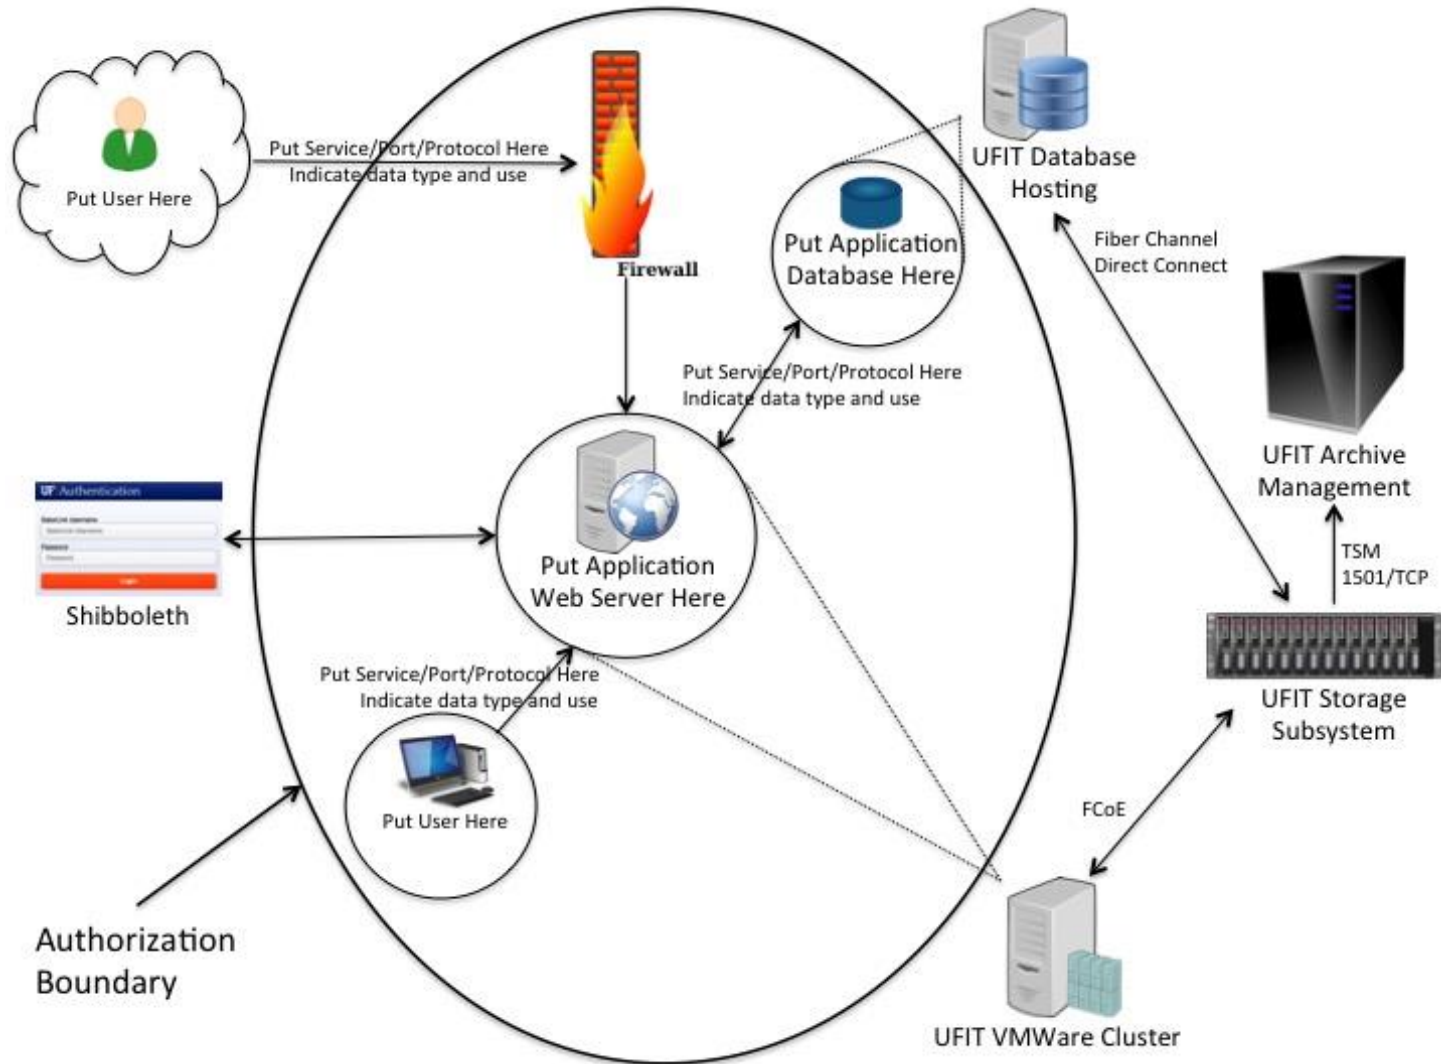 Put User Here
Put Service/Port/Protocol Here
Indicate data type and use
Firewall
Put Application
Database Here
UFIT Database
Hosting
Fiber Channel
Direct Connect
UFIT Archive
Management
TSM
1501/TCP
UFIT Storage
Subsystem
Put Service/Port/Protocol Here
Indicate data type and use
UF Authentication
Password
Password
Login
Shibboleth
Put Application
Web Server Here
Put Service/Port/Protocol Here
Indicate data type and use
Put User Here
FCoE
UFIT VMWare Cluster
Authorization
Boundary